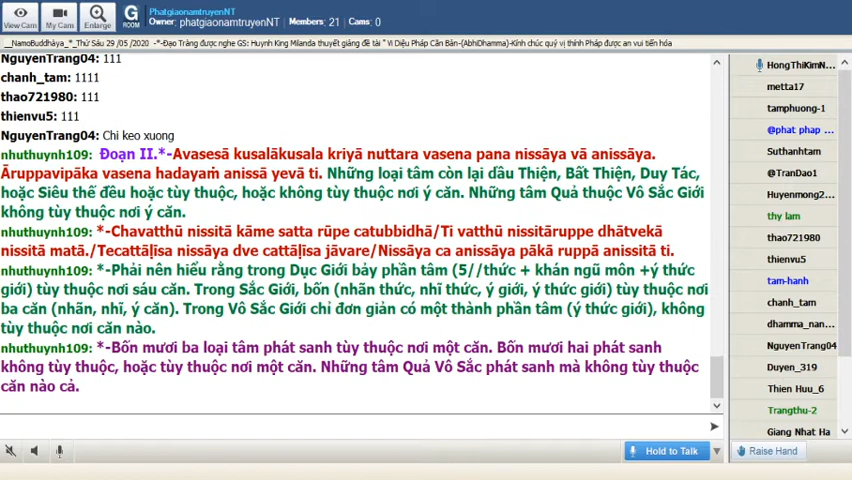 View Cam
My Cam
Enlarge
G
ROOM
PhatgiaonamtruyenNT
Owner: phatgiaonamtruyenNT
Members: 21
Cams: 0
__NamoBuddhàya_*_Thứ Sáu 29 /05 /2020 -*-Đạo Tràng được nghe GS: Huynh King Milanda thuyết giảng đề tài " Vi Diệu Pháp Căn Bản-(AbhiDhamma)-Kính chúc quý vị thính Pháp được an vui tiến hóa
NguyenTrang04: 111
chanh_tam: 1111
thao721980: 111
thienvu5: 111
NguyenTrang04: Chi keo xuong
nhuthuynh109: Đoạn II.*-Avasesā kusalākusala kriyā nuttara vasena pana nissāya vā anissāya.
Āruppavipāka vasena hadayaṁ anissā yevā ti. Những loại tâm còn lại dầu Thiện, Bất Thiện, Duy Tác,
hoặc Siêu thế đều hoặc tùy thuộc, hoặc không tùy thuộc nơi ý căn. Những tâm Quả thuộc Vô Sắc Giới
không tùy thuộc nơi ý căn.
nhuthuynh109: *-Chavatthū nissitā kāme satta rūpe catubbidhā/Ti vatthū nissitāruppe dhātvekā
nissitā matā./Tecattāḷīsa nissāya dve cattāḷīsa jāvare/Nissāya ca anissāya pākā ruppā anissitā ti.
nhuthuynh109: *-Phải nên hiểu rằng trong Dục Giới bảy phần tâm (5//thức + khán ngũ môn +ý thức
giới) tùy thuộc nơi sáu căn. Trong Sắc Giới, bốn (nhãn thức, nhĩ thức, ý giới, ý thức giới) tùy thuộc nơi
ba căn (nhãn, nhĩ, ý căn). Trong Vô Sắc Giới chỉ đơn giản có một thành phần tâm (ý thức giới), không
tùy thuộc nơi căn nào.
nhuthuynh109: *-Bốn mươi ba loại tâm phát sanh tùy thuộc nơi một căn. Bốn mươi hai phát sanh
không tùy thuộc, hoặc tùy thuộc nơi một căn. Những tâm Quả Vô Sắc phát sanh mà không tùy thuộc
căn nào cả.
HongThiKimN...
metta17
tamphuong-1
@phat phap ...
Suthanhtam
@TranDao1
Huyenmong2...
thy lam
thao721980
thienvu5
tam-hanh
chanh_tam
dhamma_nan...
NguyenTrang04
Duyen_319
Thien Huu_6
Trangthu-2
Giang Nhat Ha
Hold to Talk
Raise Hand